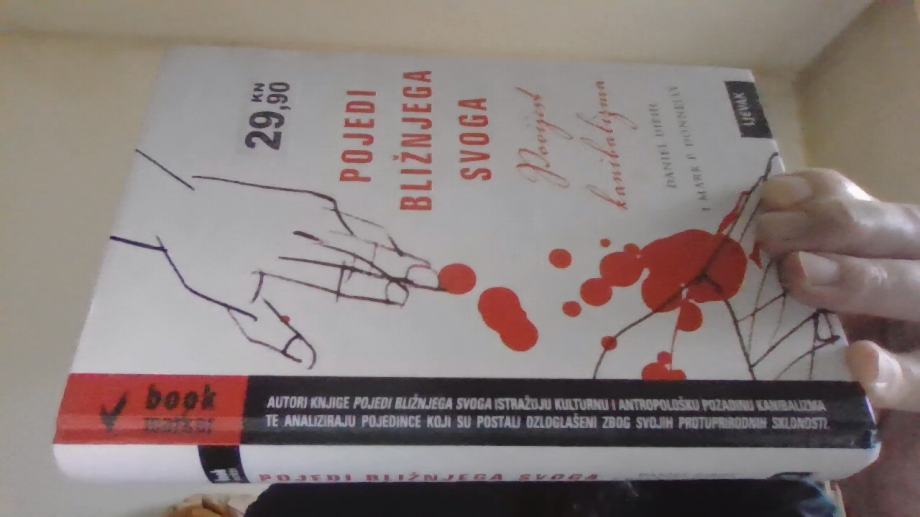 29,90 KN
POJEDI
BLIŽNJEGA
SVOGA
Povijest
kanibalizma
DANIEL DIEHL
I MARK P. DONNELLY
LJEVAK
book
marker
AUTORI KNJIGE POJEDI BLIŽNJEGA SVOGA ISTRAŽUJU KULTURNU I ANTROPOLOŠKU POZADINU KANIBALIZMA
TE ANALIZIRAJU POJEDINCE KOJI SU POSTALI OZLOGLAŠENI ZBOG SVOJIH PROTUPRIRODNIH SKLONOSTI.
POJEDI BLIŽNJEGA SVOGA